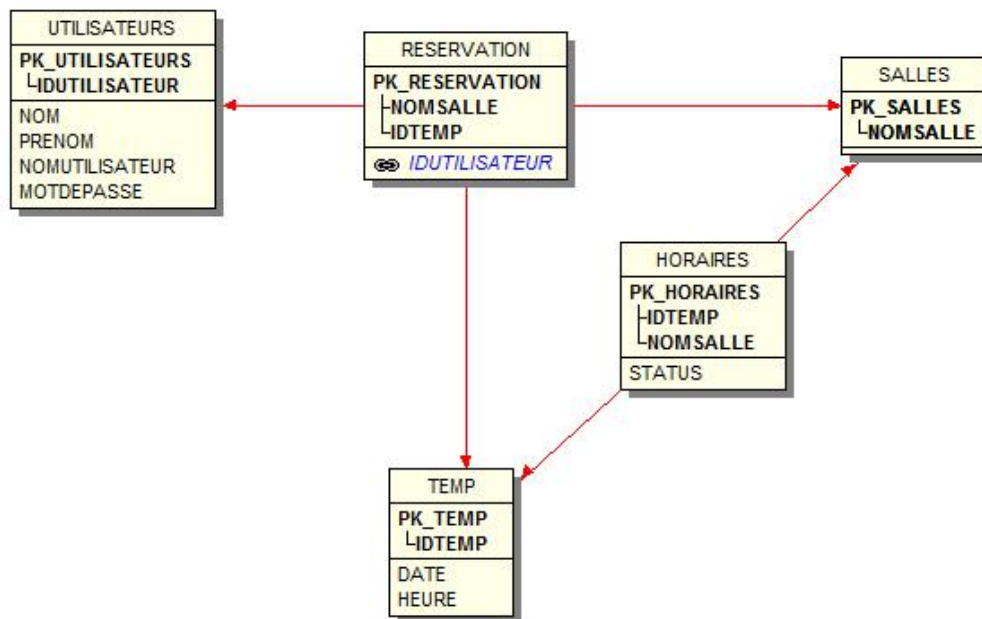 UTILISATEURS
PK_UTILISATEURS
IDUTILISATEUR
NOM
PRENOM
NOMUTILISATEUR
MOTDEPASSE
RESERVATION
PK_RESERVATION
NOMSALLE
IDTEMP
IDUTILISATEUR
SALLES
PK_SALLES
NOMSALLE
HORAIRES
PK_HORAIRES
IDTEMP
NOMSALLE
STATUS
TEMP
PK_TEMP
IDTEMP
DATE
HEURE